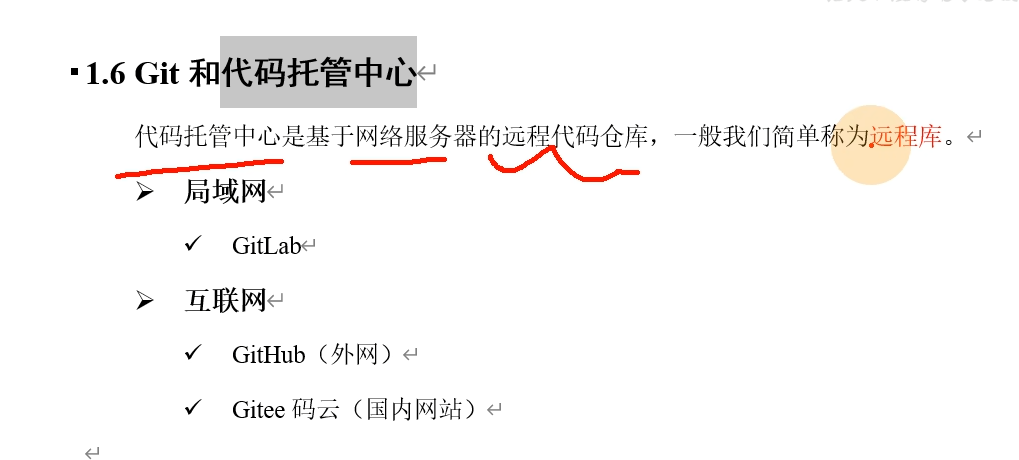 1.6 Git 和代码托管中心
代码托管中心是基于网络服务器的远程代码仓库，一般我们简单称为远程库。
局域网
GitLab
互联网
GitHub（外网）
Gitee 码云（国内网站）